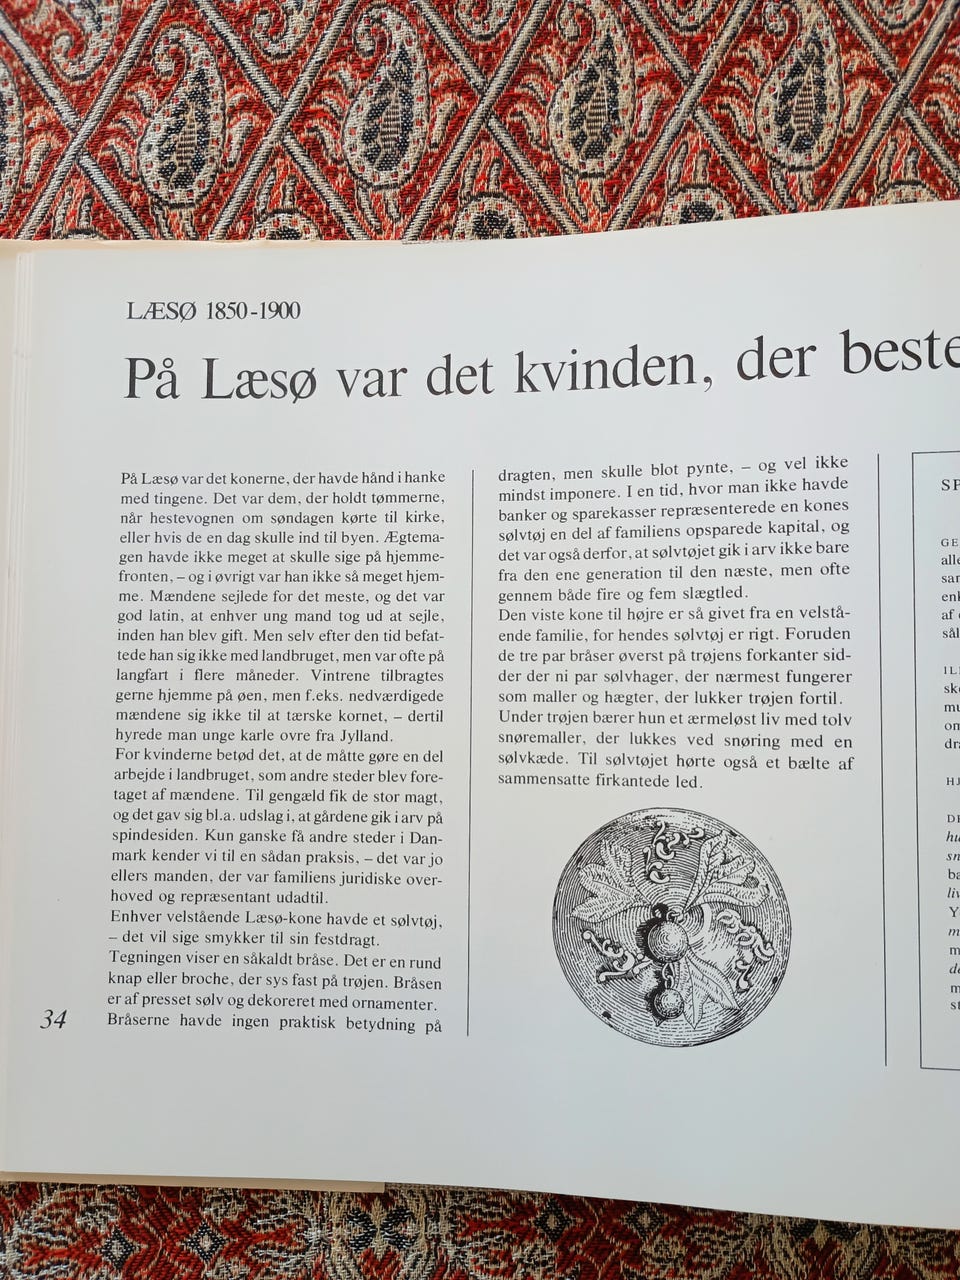 LÆSØ 1850-1900
På Læsø var det kvinden, der
På Læsø var det konerne, der havde hånd i hanke
med tingene. Det var dem, der holdt tømmerne,
når hestevognen om søndagen kørte til kirke,
eller hvis de en dag skulle ind til byen. Ægtema-
gen havde ikke meget at skulle sige på hjemme-
fronten, – og i øvrigt var han ikke så meget hjem-
me. Mændene sejlede for det meste, og det var
god latin, at enhver ung mand tog ud at sejle,
inden han blev gift. Men selv efter den tid befat-
tede han sig ikke med landbruget, men var ofte på
langfart i flere måneder. Vintrene tilbragtes
gerne hjemme på øen, men f.eks. nedværdigede
mændene sig ikke til at tærske kornet, – dertil
hyrede man unge karle ovre fra Jylland.
For kvinderne betød det, at de måtte gøre en del
arbejde i landbruget, som andre steder blev fore-
taget af mændene. Til gengæld fik de stor magt,
og det gav sig bl.a. udslag i, at gårdene gik i arv på
spindesiden. Kun ganske få andre steder i Dan-
mark kender vi til en sådan praksis, – det var jo
ellers manden, der var familiens juridiske over-
hoved og repræsentant udadtil.
Enhver velstående Læsø-kone havde et sølvtøj,
– det vil sige smykker til sin festdragt.
Tegningen viser en såkaldt bråse. Det er en rund
knap eller broche, der sys fast på trøjen. Bråsen
er af presset sølv og dekoreret med ornamenter.
Bråserne havde ingen praktisk betydning på
34
dragten, men skulle blot pynte, – og vel ikke
mindst imponere. I en tid, hvor man ikke havde
banker og sparekasser repræsenterede en kones
sølvtøj en del af familiens opsparede kapital, og
det var også derfor, at sølvtøjet gik i arv ikke bare
fra den ene generation til den næste, men ofte
gennem både fire og fem slægtled.
Den viste kone til højre er så givet fra en velstå-
ende familie, for hendes sølvtøj er rigt. Foruden
de tre par bråser øverst på trøjens forkanter sid-
der der ni par sølvhager, der nærmest fungerer
som maller og hægter, der lukker trøjen fortil.
Under trøjen bærer hun et ærmeløst liv med tolv
snøremaller, der lukkes ved snøring med en
sølvkæde. Til sølvtøjet hørte også et bælte af
sammensatte firkantede led.